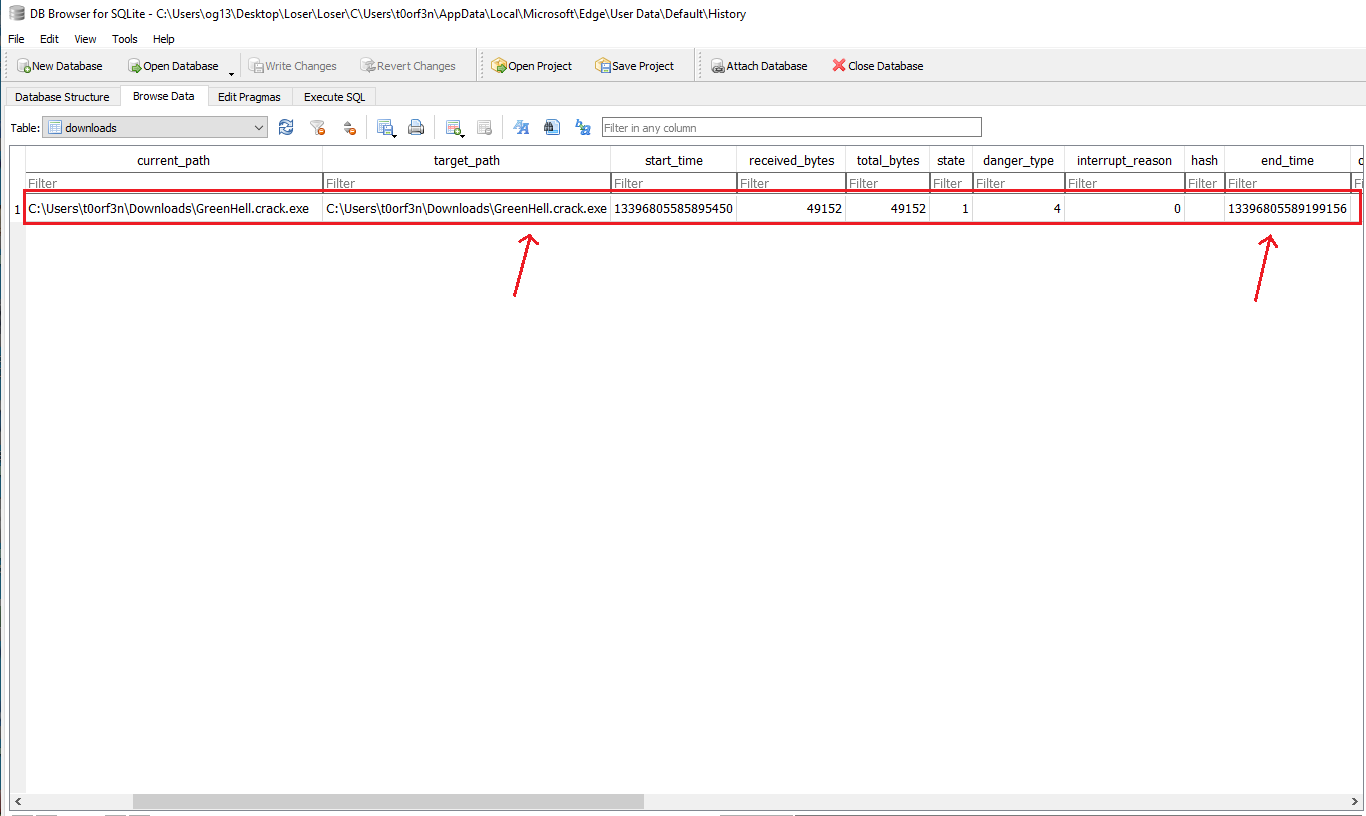 DB Browser for SQLite - C:\Users\og13\Desktop\Loser\Loser\C\Users\t0orf3n\AppData\Local\Microsoft\Edge\User Data\Default\History
File Edit View Tools Help
New Database Open Database Write Changes Revert Changes Open Project Save Project Attach Database Close Database
Database Structure Browse Data Edit Pragmas Execute SQL
Table: downloads Filter in any column
current_path target_path start_time received_bytes total_bytes state danger_type interrupt_reason hash end_time
Filter Filter Filter Filter Filter Filter Filter Filter Filter Filter
1 C:\Users\t0orf3n\Downloads\GreenHell.crack.exe C:\Users\t0orf3n\Downloads\GreenHell.crack.exe 13396805585895450 49152 49152 1 4 0 13396805589199156